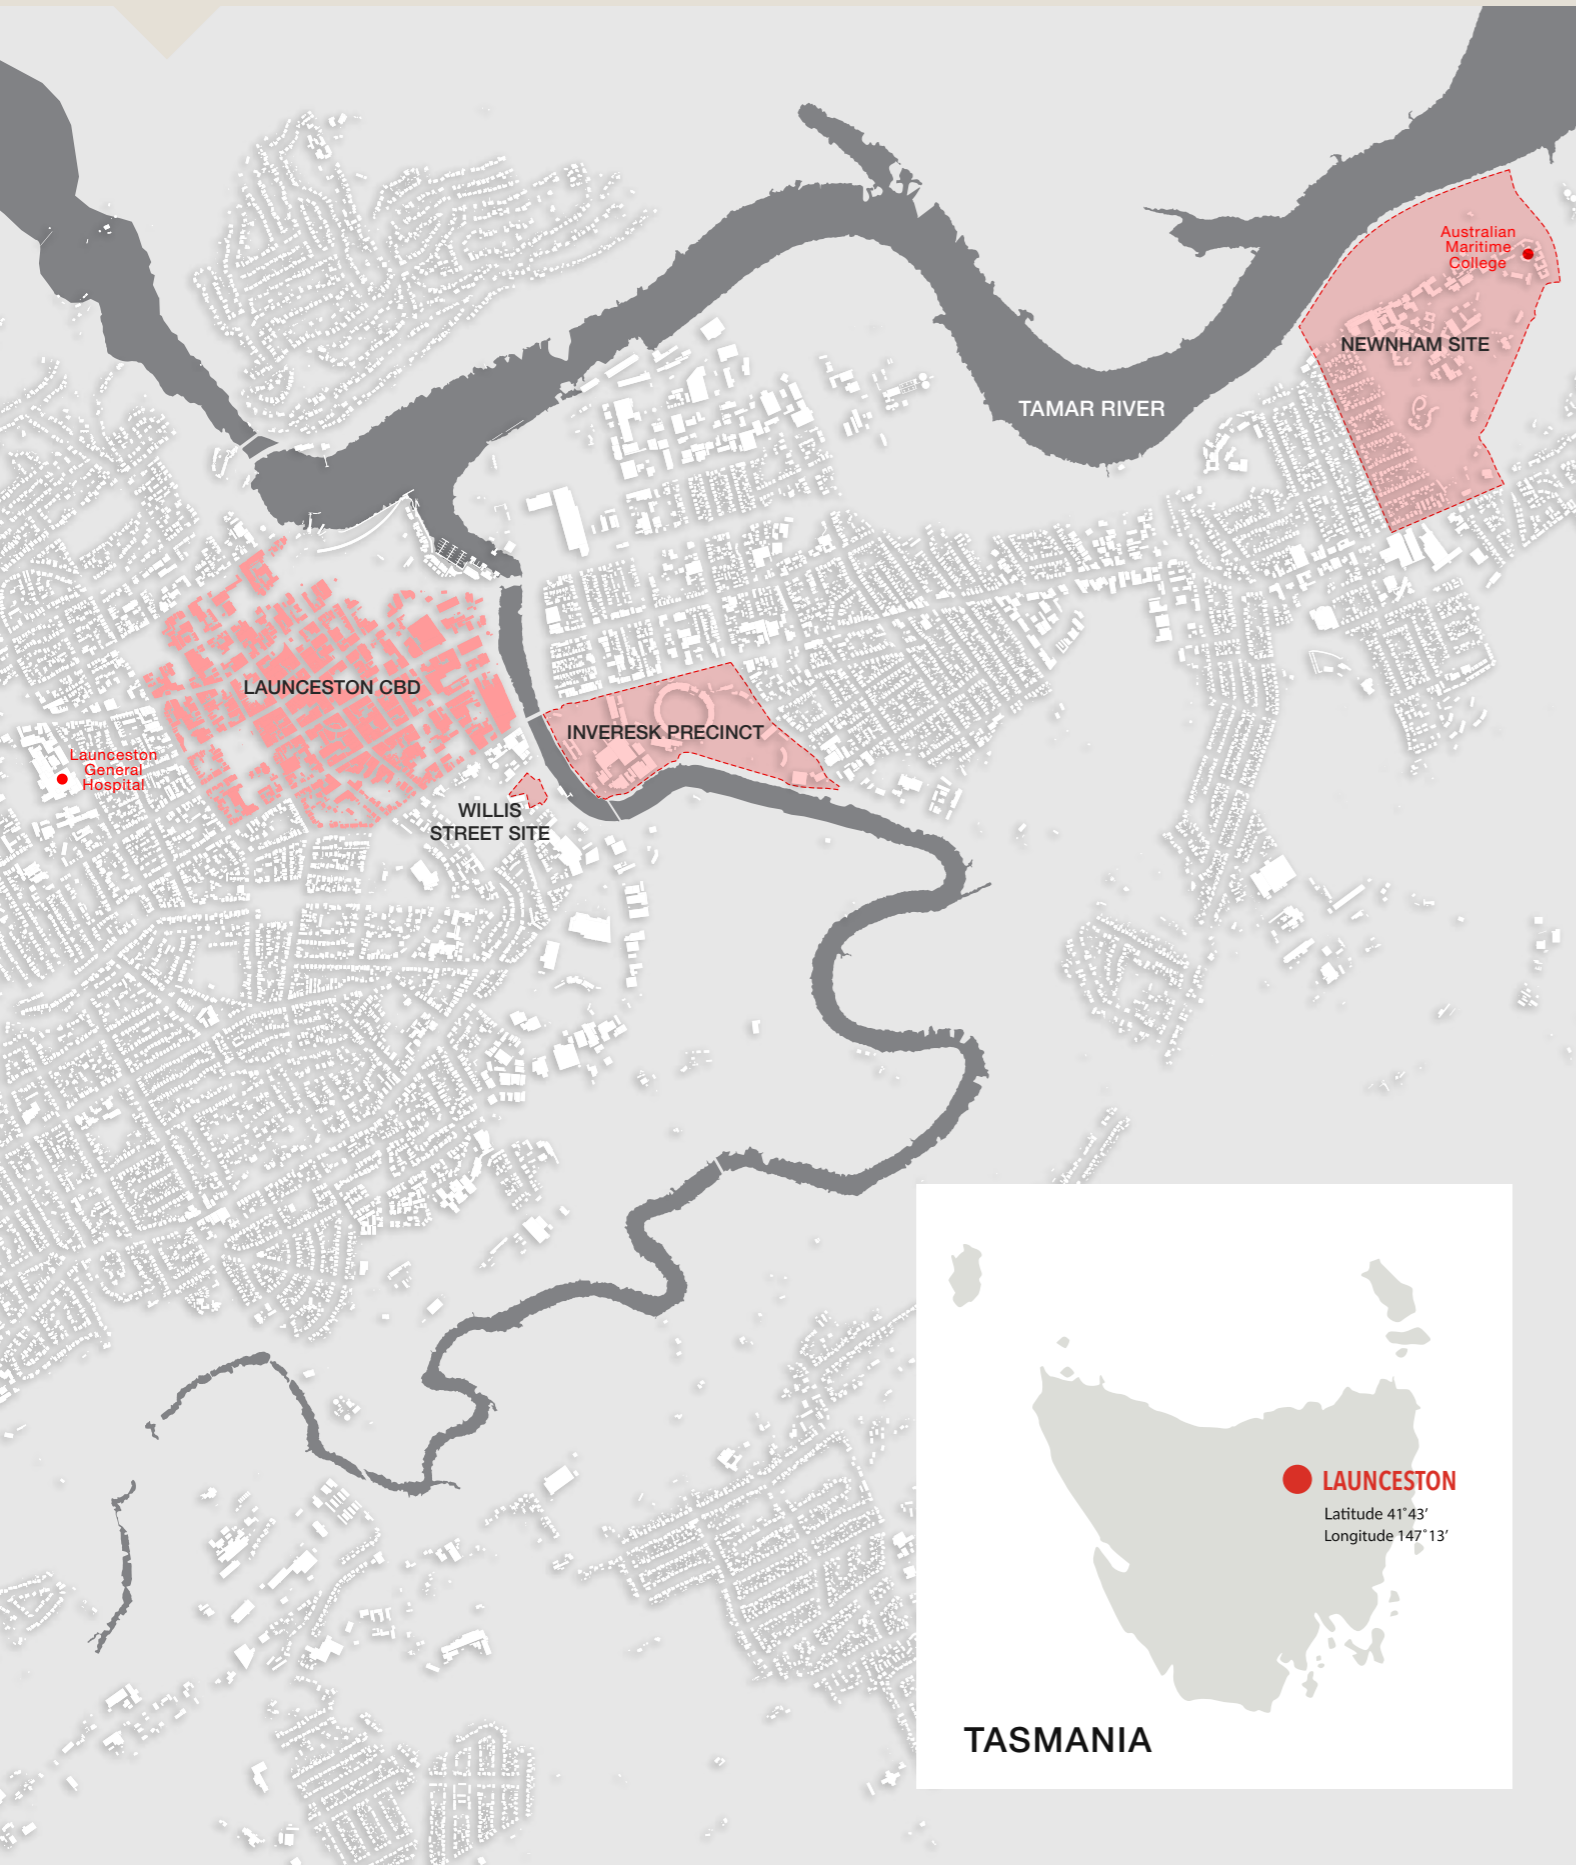 Australian
Maritime
College
NEWNHAM SITE
TAMAR RIVER
LAUNCESTON CBD
INVERESK PRECINCT
Launceston
General
Hospital
WILLIS
STREET SITE
LAUNCESTON
Latitude 41˚43’
Longitude 147˚13’
TASMANIA